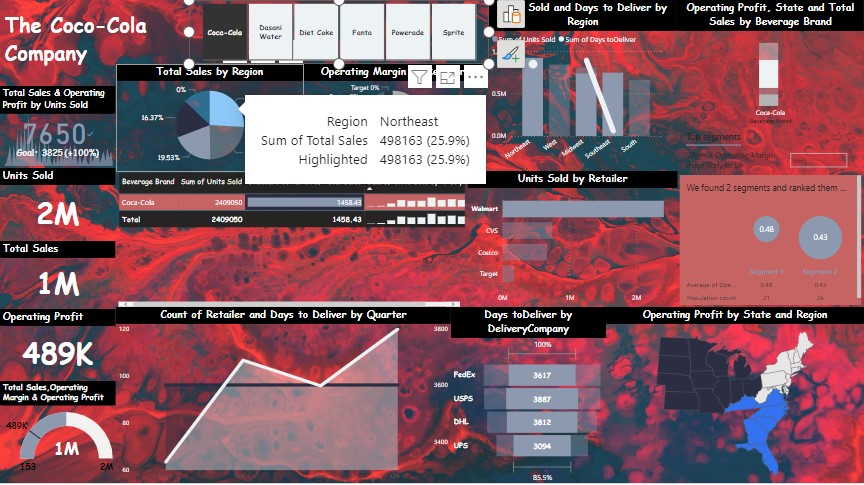 The Coco-Cola
Company
Coca-Cola
Dasani
Water
Diet Coke
Fanta
Powerade
Sprite
Sold and Days to Deliver by
Region
Operating Profit, State and Total
Sales by Beverage Brand
Sum of Units Sold
Sum of Days toDeliver
Total Sales by Region
Operating Margin
Target 0%
0%
16.37%
19.53%
Region Northeast
Sum of Total Sales 498163 (25.9%)
Highlighted 498163 (25.9%)
Total Sales & Operating
Profit by Units Sold
7650
Goal: 3825 (+100%)
Units Sold
2M
Total Sales
1M
Operating Profit
489K
Total Sales,Operating
Margin & Operating Profit
489K
1M
153
2M
Beverage Brand Sum of Units Sold
Coca-Cola 2409050 1458.43
Total 2409050 1458.43
0.5M
0.0M
Northeast
West
Midwest
Southeast
South
Coca-Cola
Beverage Brand
Top segments
Units Sold by Retailer
Walmart
CVS
Costco
Target
0M
1M
2M
We found 2 segments and ranked them ...
0.48
0.43
Segment 1
Segment 2
Average of Ope... 0.48 0.43
Population count 21 26
Count of Retailer and Days to Deliver by Quarter
120
100
80
60
3800
3600
3400
Days toDeliver by
DeliveryCompany
100%
FedEx 3617
USPS 3887
DHL 3812
UPS 3094
85.5%
Operating Profit by State and Region